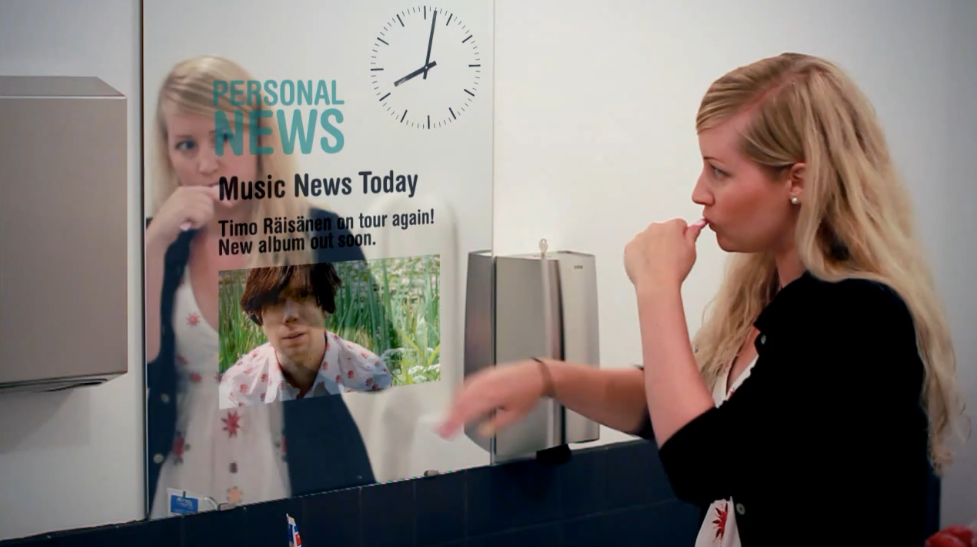 PERSONAL
NEWS
Music News Today
Timo Räisänen on tour again!
New album out soon.